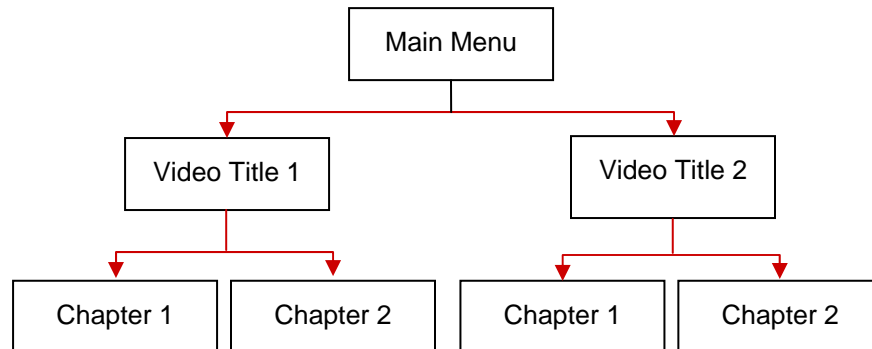 Main Menu
Video Title 1
Video Title 2
Chapter 1
Chapter 2
Chapter 1
Chapter 2